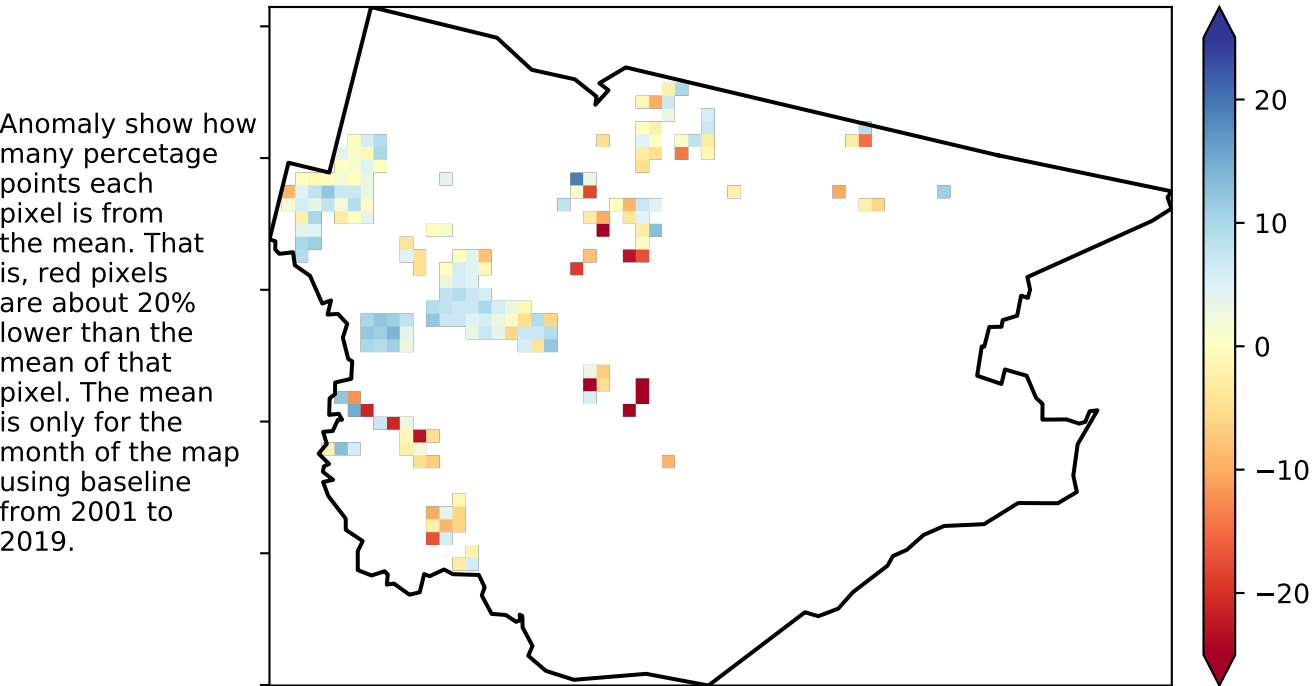 Anomaly show how
many percetage
points each
pixel is from
the mean. That
is, red pixels
are about 20%
lower than the
mean of that
pixel. The mean
is only for the
month of the map
using baseline
from 2001 to
2019.
20
10
0
−10
−20